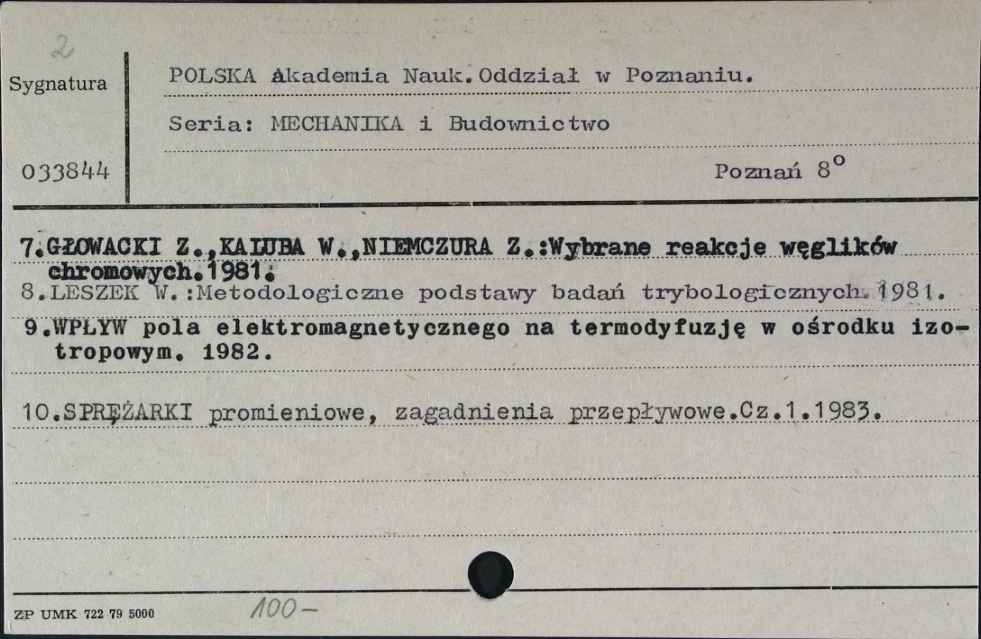 2
Sygnatura
POLSKA Akademia Nauk.Oddział w Poznaniu.
Seria: MECHANIKA i Budownictwo
033844
Poznań 8°
7.GŁOWACKI Z.,KAŁUBA W.,NIEMCZURA Z.:Wybrane reakcje węglików
chromowych.1981.
8.LESZEK W.:Metodologiczne podstawy badań trybologicznych.1981.
9.WPŁYW pola elektromagnetycznego na termodyfuzję w ośrodku izo-
tropowym. 1982.
10.SPRĘŻARKI promieniowe, zagadnienia przepływowe.Cz.1.1983.
ZP UMK 722 79 5000
100-